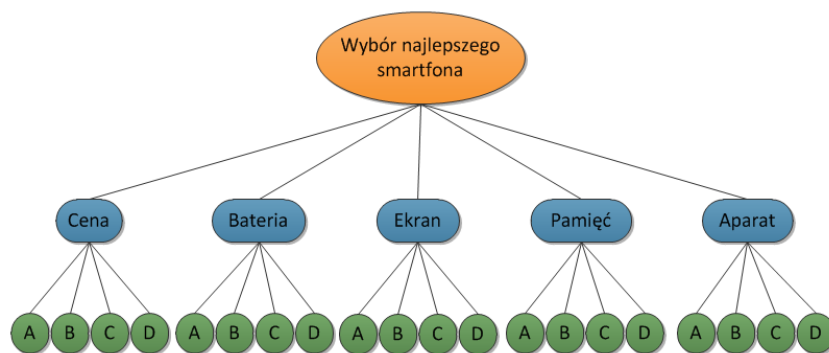 Wybór najlepszego
smartfona
Cena Bateria Ekran Pamięć Aparat
A B C D A B C D A B C D A B C D A B C D